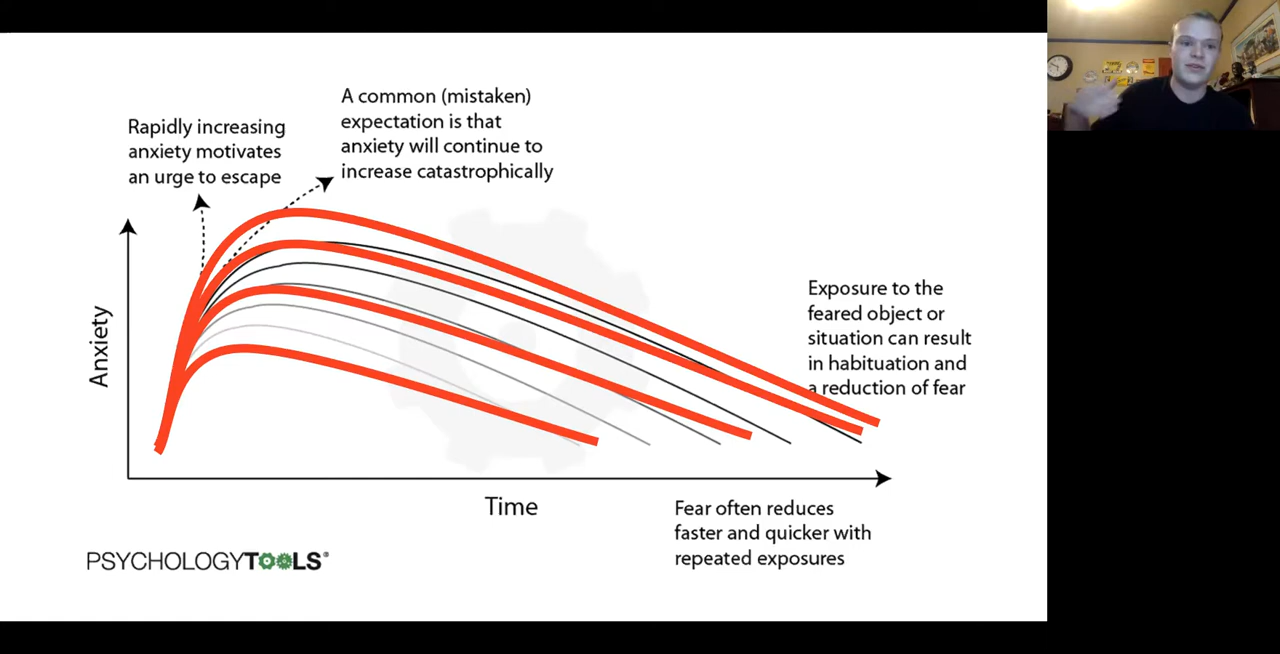 Rapidly increasing
anxiety motivates
an urge to escape
A common (mistaken)
expectation is that
anxiety will continue to
increase catastrophically
Anxiety
Exposure to the
feared object or
situation can result
in habituation and
a reduction of fear
Time
Fear often reduces
faster and quicker with
repeated exposures
PSYCHOLOGYTOOLS®